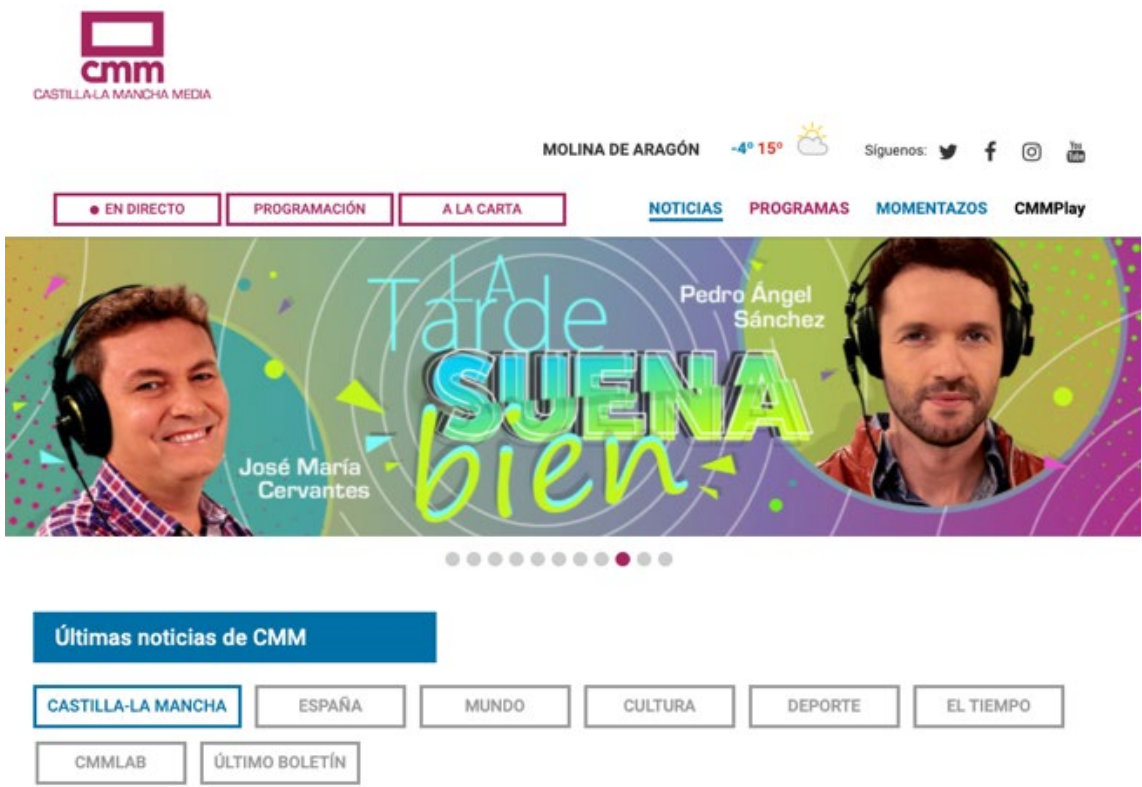 cmm
CASTILLA-LA MANCHA MEDIA
MOLINA DE ARAGÓN -4º 15º Síguenos: You Tube
● EN DIRECTO PROGRAMACIÓN A LA CARTA NOTICIAS PROGRAMAS MOMENTAZOS CMMPlay
LA
Tarde
SUENA
bien
Pedro Ángel
Sánchez
José María
Cervantes
Últimas noticias de CMM
CASTILLA-LA MANCHA ESPAÑA MUNDO CULTURA DEPORTE EL TIEMPO
CMMLAB ÚLTIMO BOLETÍN